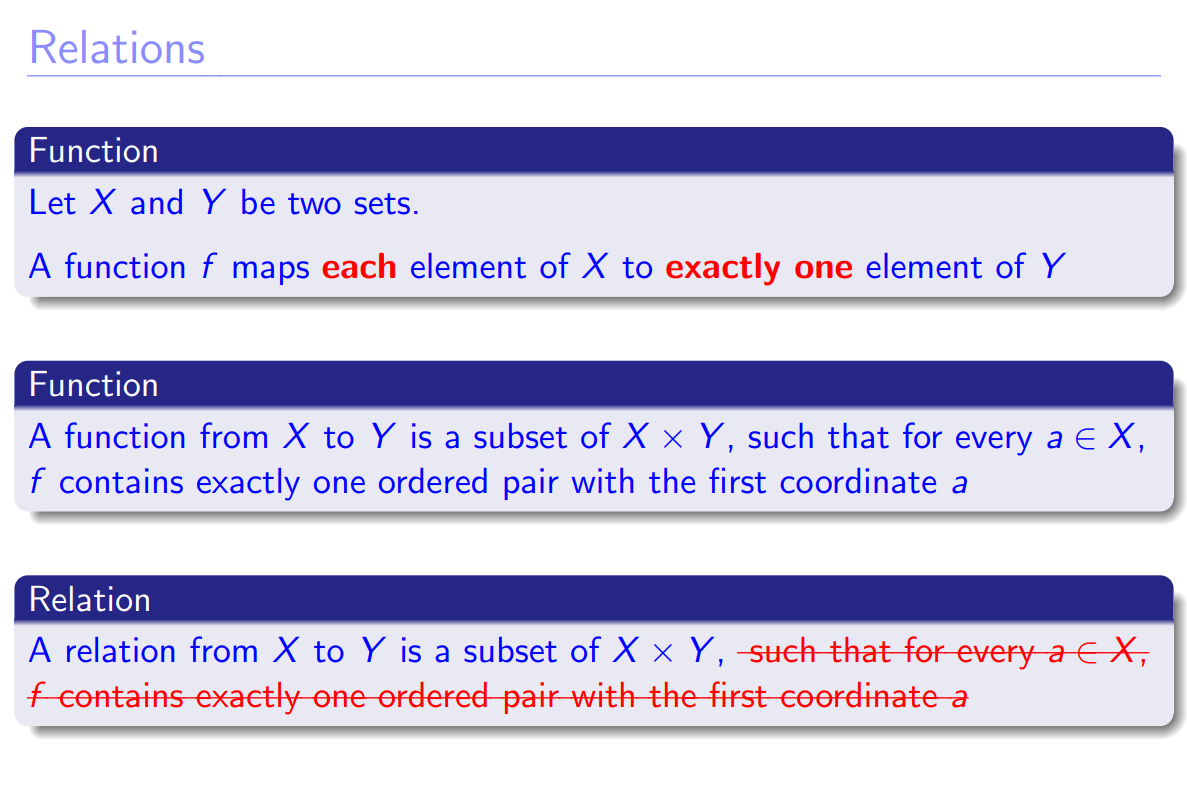 Relations
Function
Let X and Y be two sets.
A function f maps each element of X to exactly one element of Y
Function
A function from X to Y is a subset of X × Y, such that for every a ∈ X,
f contains exactly one ordered pair with the first coordinate a
Relation
A relation from X to Y is a subset of X × Y, such that for every a ∈ X,
f contains exactly one ordered pair with the first coordinate a